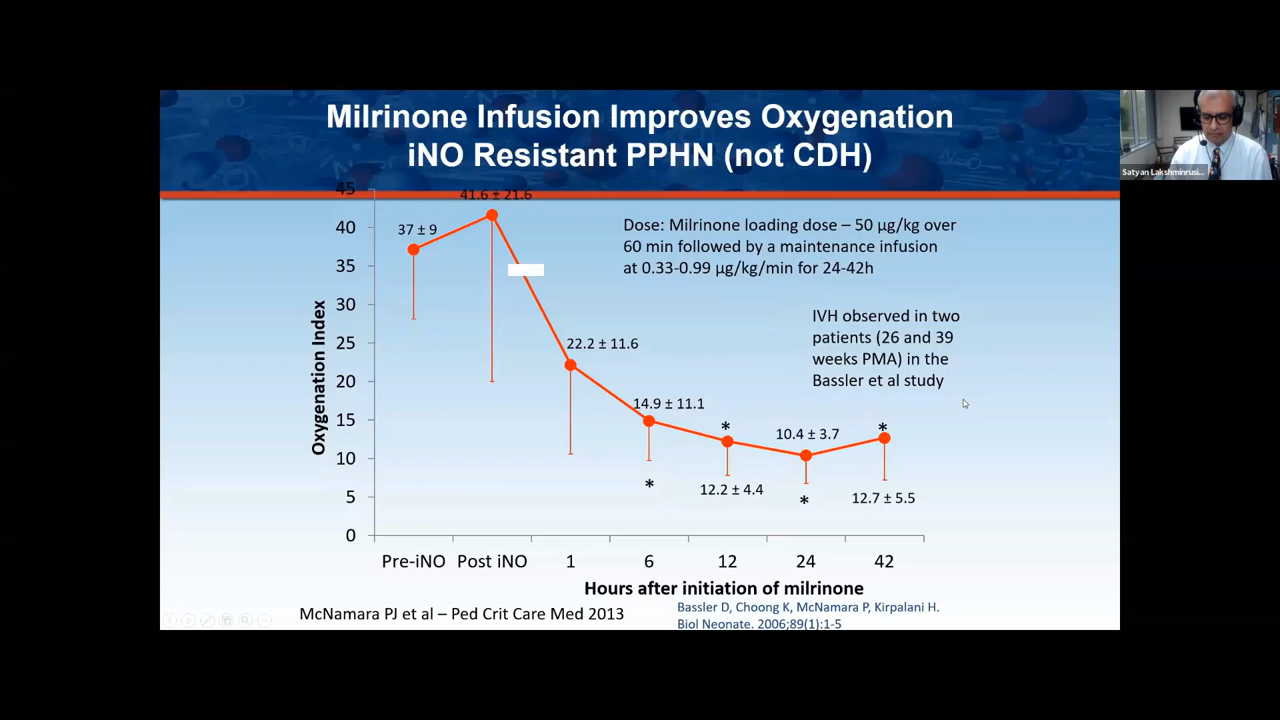 Milrinone Infusion Improves Oxygenation
iNO Resistant PPHN (not CDH)
Satyan Lakshminrusi...
Dose: Milrinone loading dose – 50 µg/kg over
60 min followed by a maintenance infusion
at 0.33-0.99 µg/kg/min for 24-42h
IVH observed in two
patients (26 and 39
weeks PMA) in the
Bassler et al study
Oxygenation Index
45
40
35
30
25
20
15
10
5
0
37 ± 9
41.6 ± 21.6
22.2 ± 11.6
14.9 ± 11.1
*
*
12.2 ± 4.4
10.4 ± 3.7
*
*
12.7 ± 5.5
Pre-iNO Post iNO 1 6 12 24 42
Hours after initiation of milrinone
McNamara PJ et al – Ped Crit Care Med 2013
Bassler D, Choong K, McNamara P, Kirpalani H.
Biol Neonate. 2006;89(1):1-5